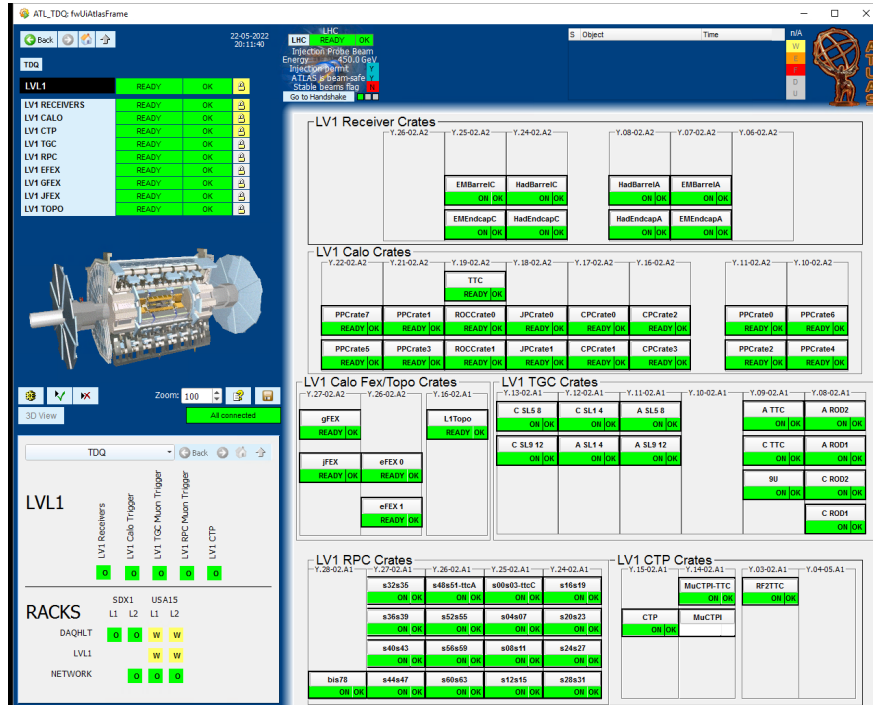 ATL_TDQ: fwUiAtlasFrame
Back
22-05-2022
20:11:40
TDQ
LVL1 READY OK
LV1 RECEIVERS READY OK
LV1 CALO READY OK
LV1 CTP READY OK
LV1 TGC READY OK
LV1 RPC READY OK
LV1 EFEX READY OK
LV1 GFEX READY OK
LV1 JFEX READY OK
LV1 TOPO READY OK
LHC
LHC READY OK
Injection Probe Beam
Energy: 450.0 GeV
Injection permit Y
ATLAS is beam-safe Y
Stable beams flag N
Go to Handshake
S Object Time
n/A
W
E
F
D
U
ATLAS
Zoom: 100
3D View
All connected
TDQ Back
LVL1
LV1 Receivers
LV1 Calo Trigger
LV1 TGC Muon Trigger
LV1 RPC Muon Trigger
LV1 CTP
O O O O O
RACKS
SDX1 USA15
L1 L2 L1 L2
DAQHLT O O W W
LVL1 W W
NETWORK O O O
LV1 Receiver Crates
Y.26-02.A2 Y.25-02.A2 Y.24-02.A2 Y.08-02.A2 Y.07-02.A2 Y.06-02.A2
EMBarrelC HadBarrelC HadBarrelA EMBarrelA
ON OK ON OK ON OK ON OK
EMEndcapC HadEndcapC HadEndcapA EMEndcapA
ON OK ON OK ON OK ON OK
LV1 Calo Crates
Y.22-02.A2 Y.21-02.A2 Y.19-02.A2 Y.18-02.A2 Y.17-02.A2 Y.16-02.A2 Y.11-02.A2 Y.10-02.A2
TTC
READY OK
PPCrate7 PPCrate1 ROCCrate0 JPCrate0 CPCrate0 CPCrate2 PPCrate0 PPCrate6
READY OK READY OK READY OK READY OK READY OK READY OK READY OK READY OK
PPCrate5 PPCrate3 ROCCrate1 JPCrate1 CPCrate1 CPCrate3 PPCrate2 PPCrate4
READY OK READY OK READY OK READY OK READY OK READY OK READY OK READY OK
LV1 Calo Fex/Topo Crates
Y.27-02.A2 Y.26-02.A2 Y.16-02.A1
gFEX L1Topo
READY OK READY OK
jFEX eFEX 0
READY OK READY OK
eFEX 1
READY OK
LV1 TGC Crates
Y.13-02.A1 Y.12-02.A1 Y.11-02.A1 Y.10-02.A1 Y.09-02.A1 Y.08-02.A1
C SL5 8 C SL1 4 A SL5 8 A TTC A ROD2
ON OK ON OK ON OK ON OK ON OK
C SL9 12 A SL1 4 A SL9 12 C TTC A ROD1
ON OK ON OK ON OK ON OK ON OK
9U C ROD2
ON OK ON OK
C ROD1
ON OK
LV1 RPC Crates
Y.28-02.A1 Y.27-02.A1 Y.26-02.A1 Y.25-02.A1 Y.24-02.A1
s32s35 s48s51-ttcA s00s03-ttcC s16s19
ON OK ON OK ON OK ON OK
s36s39 s52s55 s04s07 s20s23
ON OK ON OK ON OK ON OK
s40s43 s56s59 s08s11 s24s27
ON OK ON OK ON OK ON OK
bis78 s44s47 s60s63 s12s15 s28s31
ON OK ON OK ON OK ON OK ON OK
LV1 CTP Crates
Y.15-02.A1 Y.14-02.A1 Y.03-02.A1 Y.04-05.A1
MuCTPI-TTC RF2TTC
ON OK ON OK
CTP MuCTPI
ON OK